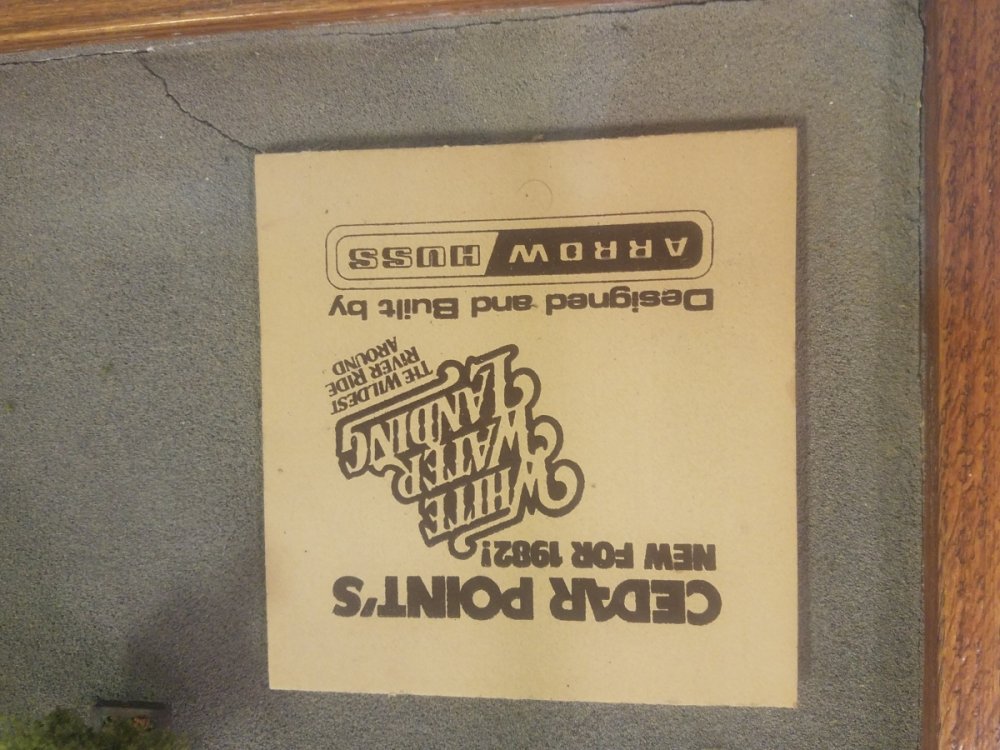 CEDAR POINT'S
NEW FOR 1982!
WHITE
WATER
LANDING
THE WILDEST
RIVER RIDE
AROUND
Designed and Built by
ARROW HUSS